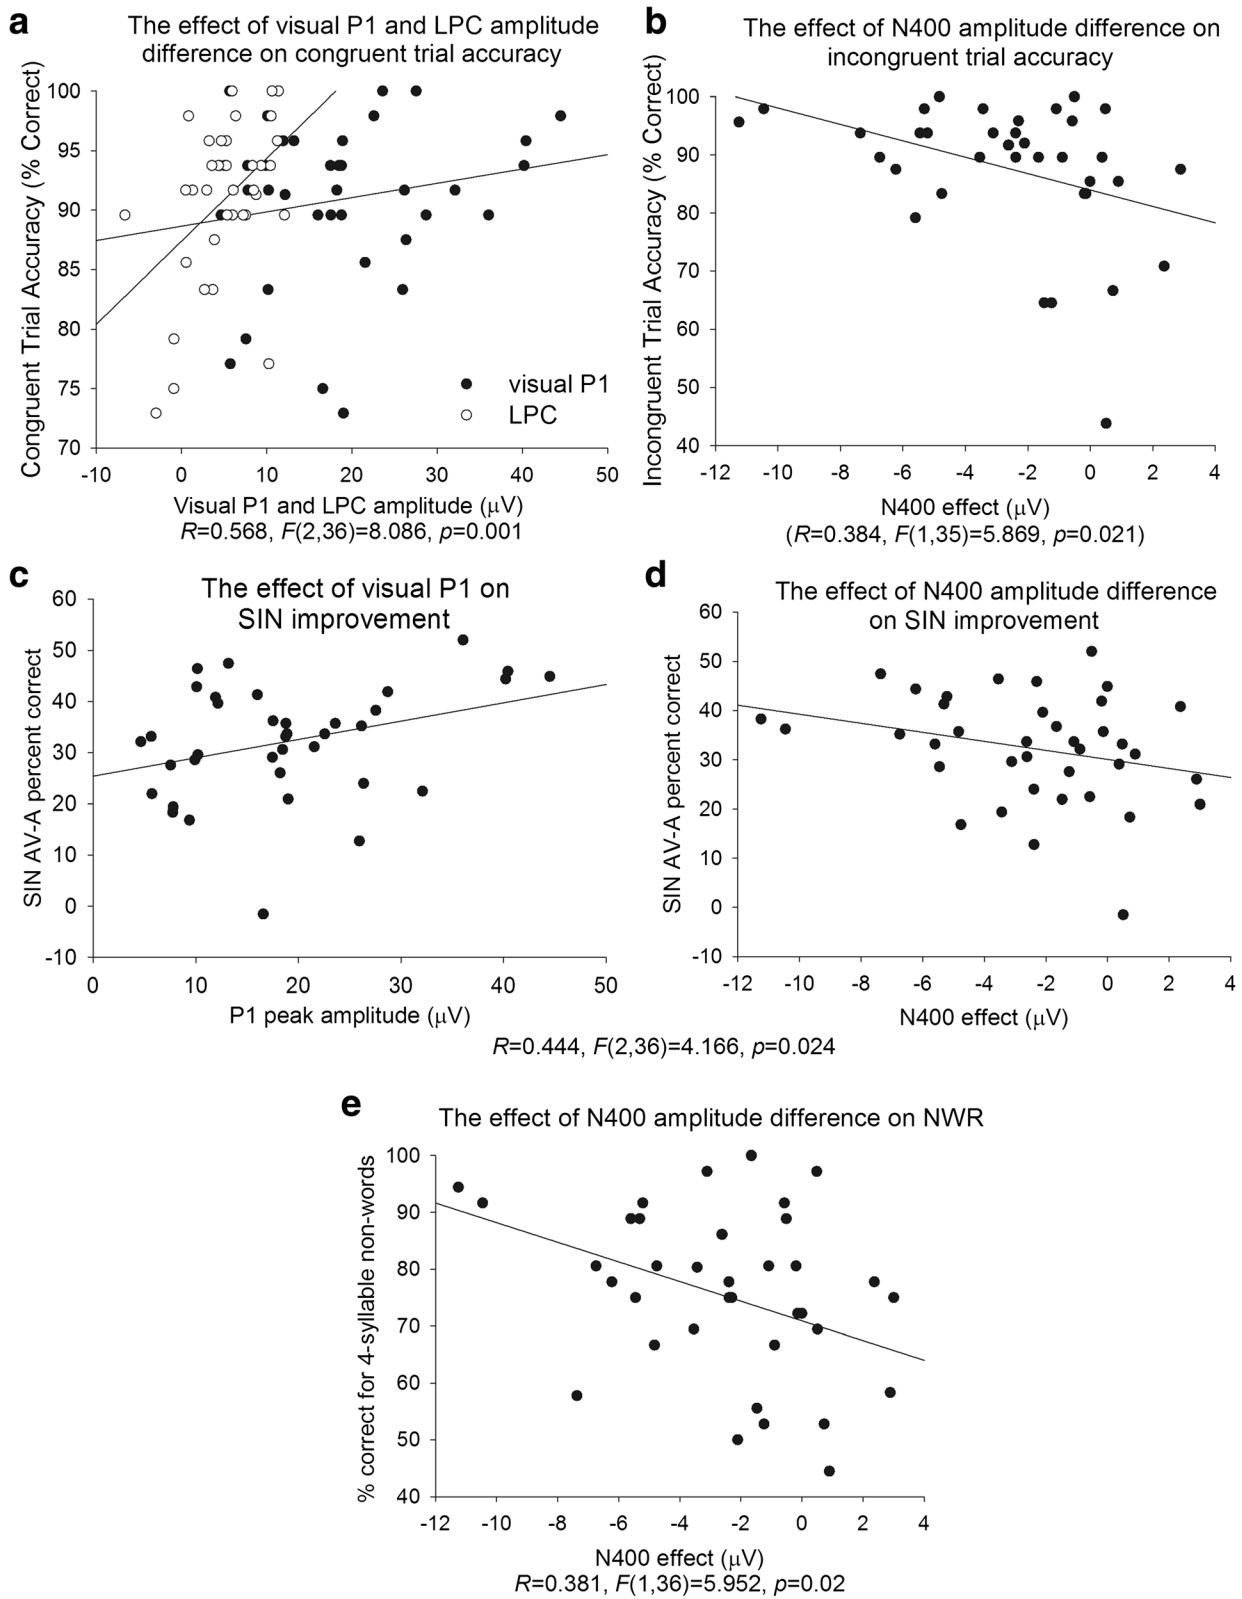 a
The effect of visual P1 and LPC amplitude
difference on congruent trial accuracy
Congruent Trial Accuracy (% Correct)
100
95
90
85
80
75
70
visual P1
LPC
-10 0 10 20 30 40 50
Visual P1 and LPC amplitude (μV)
R=0.568, F(2,36)=8.086, p=0.001
b
The effect of N400 amplitude difference on
incongruent trial accuracy
Incongruent Trial Accuracy (% Correct)
100
90
80
70
60
50
40
-12 -10 -8 -6 -4 -2 0 2 4
N400 effect (μV)
(R=0.384, F(1,35)=5.869, p=0.021)
c
The effect of visual P1 on
SIN improvement
SIN AV-A percent correct
60
50
40
30
20
10
0
-10
0 10 20 30 40 50
P1 peak amplitude (μV)
d
The effect of N400 amplitude difference
on SIN improvement
SIN AV-A percent correct
60
50
40
30
20
10
0
-10
-12 -10 -8 -6 -4 -2 0 2 4
N400 effect (μV)
R=0.444, F(2,36)=4.166, p=0.024
e
The effect of N400 amplitude difference on NWR
% correct for 4-syllable non-words
100
90
80
70
60
50
40
-12 -10 -8 -6 -4 -2 0 2 4
N400 effect (μV)
R=0.381, F(1,36)=5.952, p=0.02